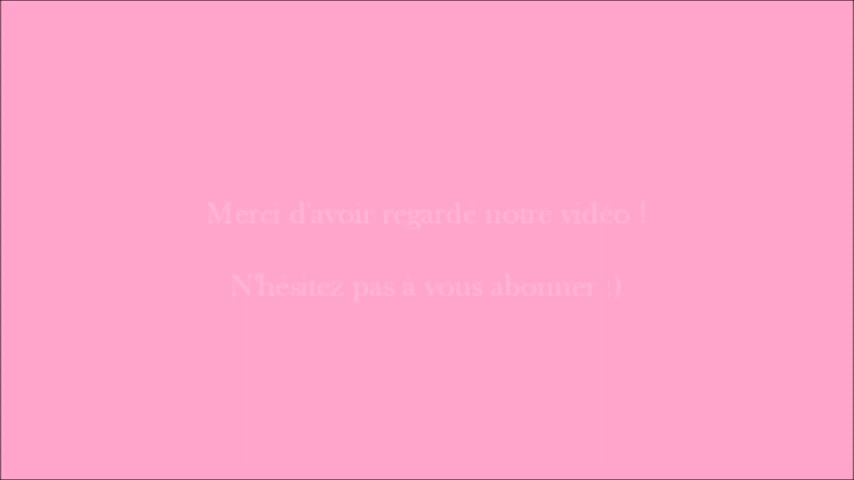 Merci d'avoir regardé notre vidéo !
N'hésitez pas à vous abonner :)